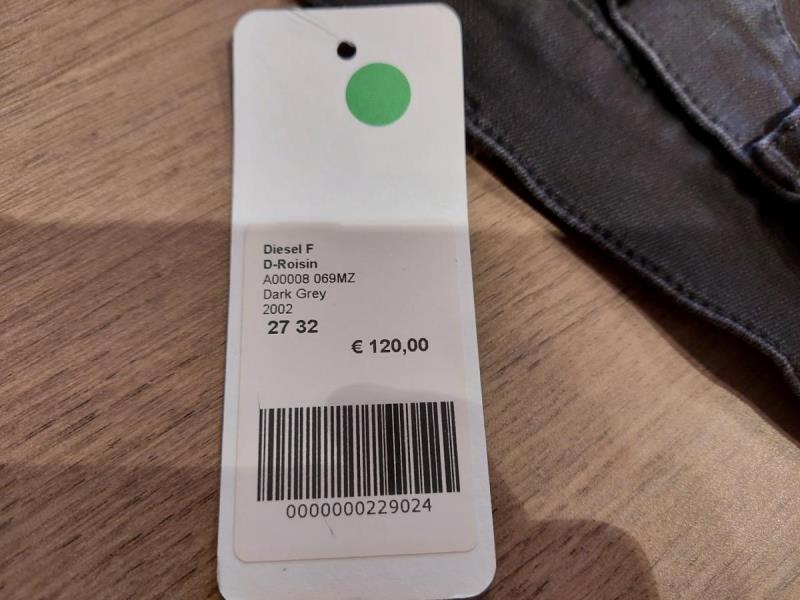 Diesel F
D-Roisin
A00008 069MZ
Dark Grey
2002
27 32
€ 120,00
0000000229024